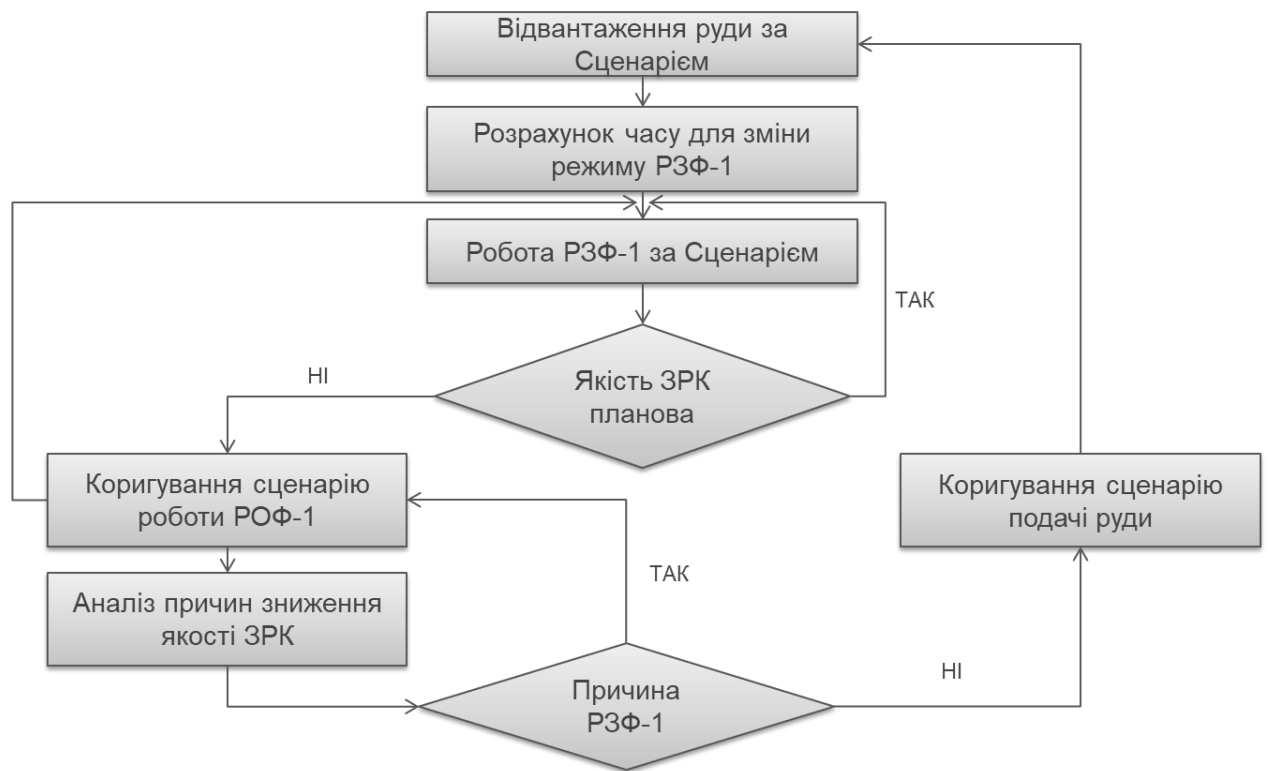 Відвантаження руди за
Сценарієм
Розрахунок часу для зміни
режиму РЗФ-1
Робота РЗФ-1 за Сценарієм
ТАК
Якість ЗРК
планова
НІ
Коригування сценарію
роботи РОФ-1
Коригування сценарію
подачі руди
ТАК
Аналіз причин зниження
якості ЗРК
НІ
Причина
РЗФ-1